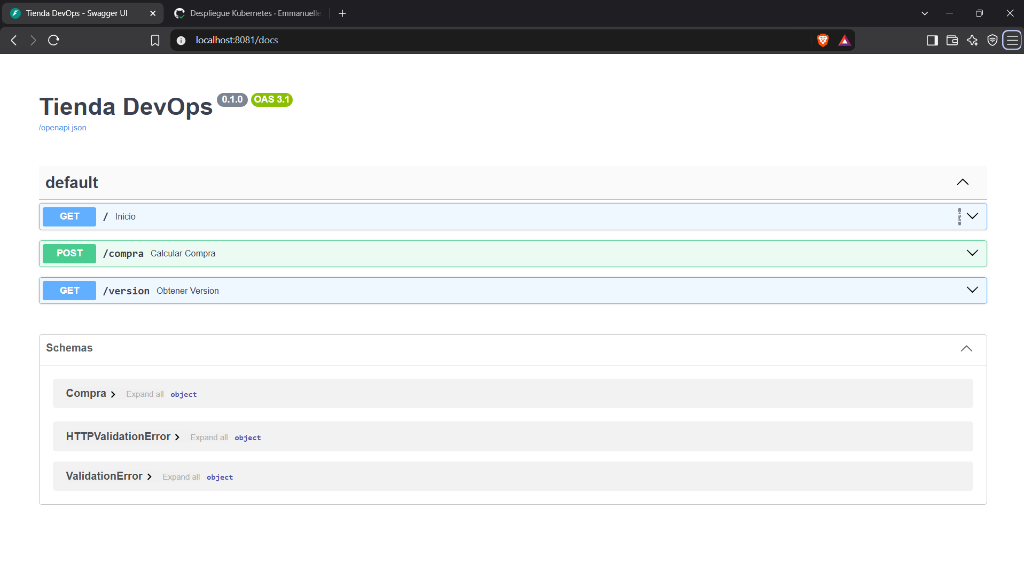 Tienda DevOps - Swagger UI
Despliegue Kubernetes - Emmanuelle
localhost:8081/docs
Tienda DevOps 0.1.0 OAS 3.1
/openapi.json
default
GET / Inicio
POST /compra Calcular Compra
GET /version Obtener Version
Schemas
Compra Expand all object
HTTPValidationError Expand all object
ValidationError Expand all object